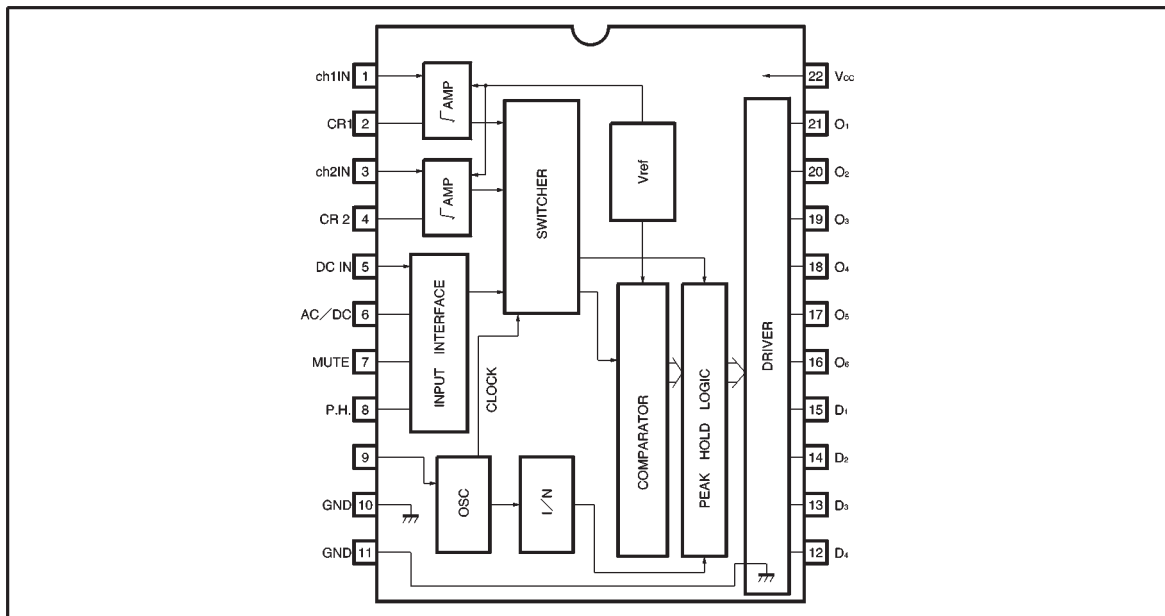 ch1IN 1
CR1 2
ch2IN 3
CR 2 4
DC IN 5
AC/DC 6
MUTE 7
P.H. 8
9
GND 10
GND 11
√AMP
√AMP
INPUT INTERFACE
CLOCK
OSC
I/N
SWITCHER
Vref
COMPARATOR
PEAK HOLD LOGIC
DRIVER
22 VCC
21 O1
20 O2
19 O3
18 O4
17 O5
16 O6
15 D1
14 D2
13 D3
12 D4